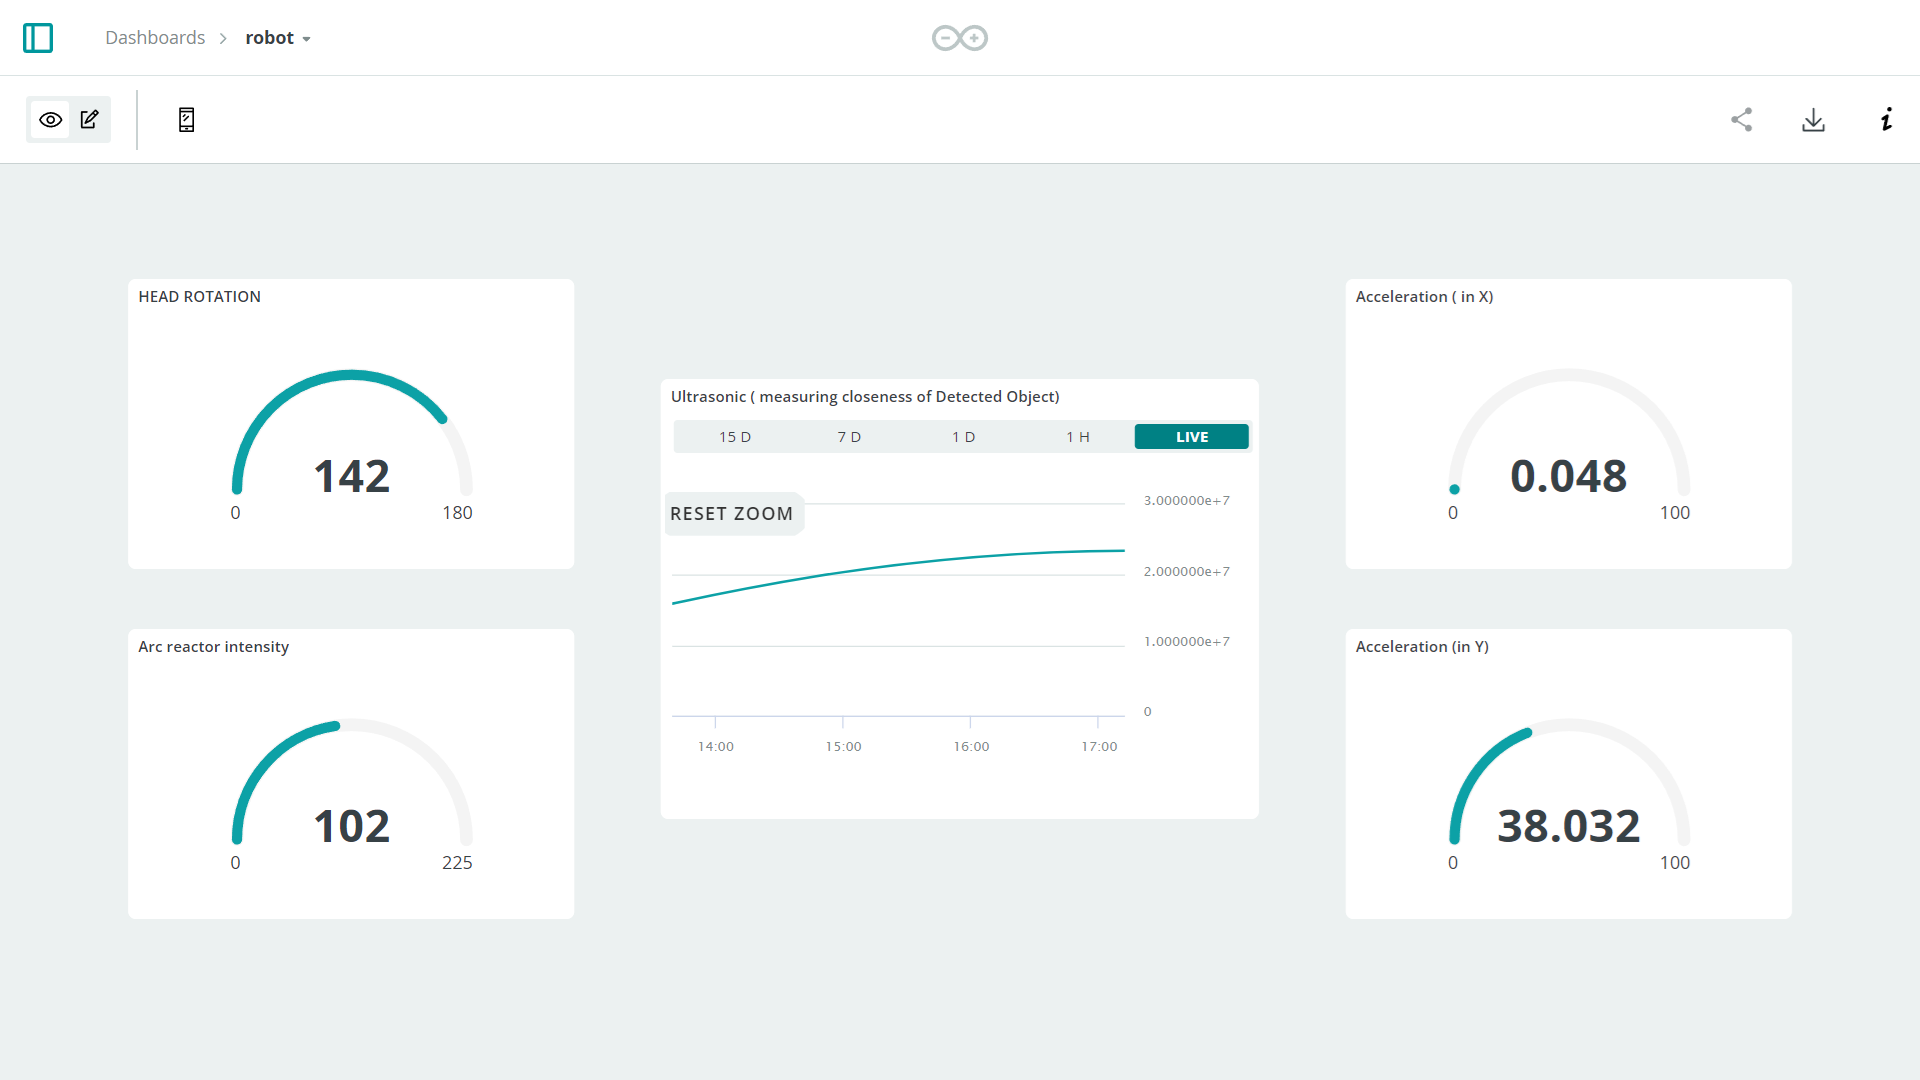 Dashboards > robot
HEAD ROTATION
142
0 180
Arc reactor intensity
102
0 225
Ultrasonic ( measuring closeness of Detected Object)
15 D 7 D 1 D 1 H LIVE
RESET ZOOM
3.000000e+7
2.000000e+7
1.000000e+7
0
14:00 15:00 16:00 17:00
Acceleration ( in X)
0.048
0 100
Acceleration (in Y)
38.032
0 100